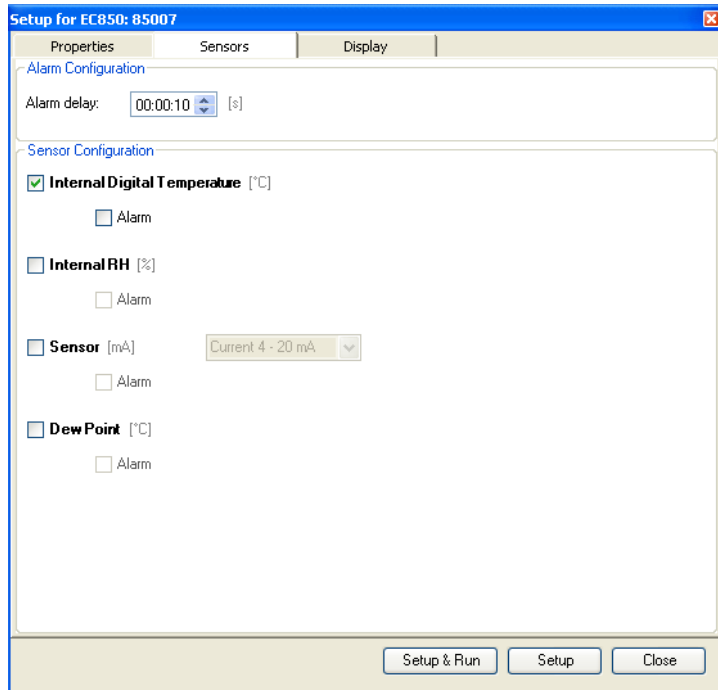 Setup for EC850: 85007
Properties Sensors Display
Alarm Configuration
Alarm delay: 00:00:10 [s]
Sensor Configuration
Internal Digital Temperature [°C]
Alarm
Internal RH [%]
Alarm
Sensor [mA] Current 4 - 20 mA
Alarm
Dew Point [°C]
Alarm
Setup & Run Setup Close